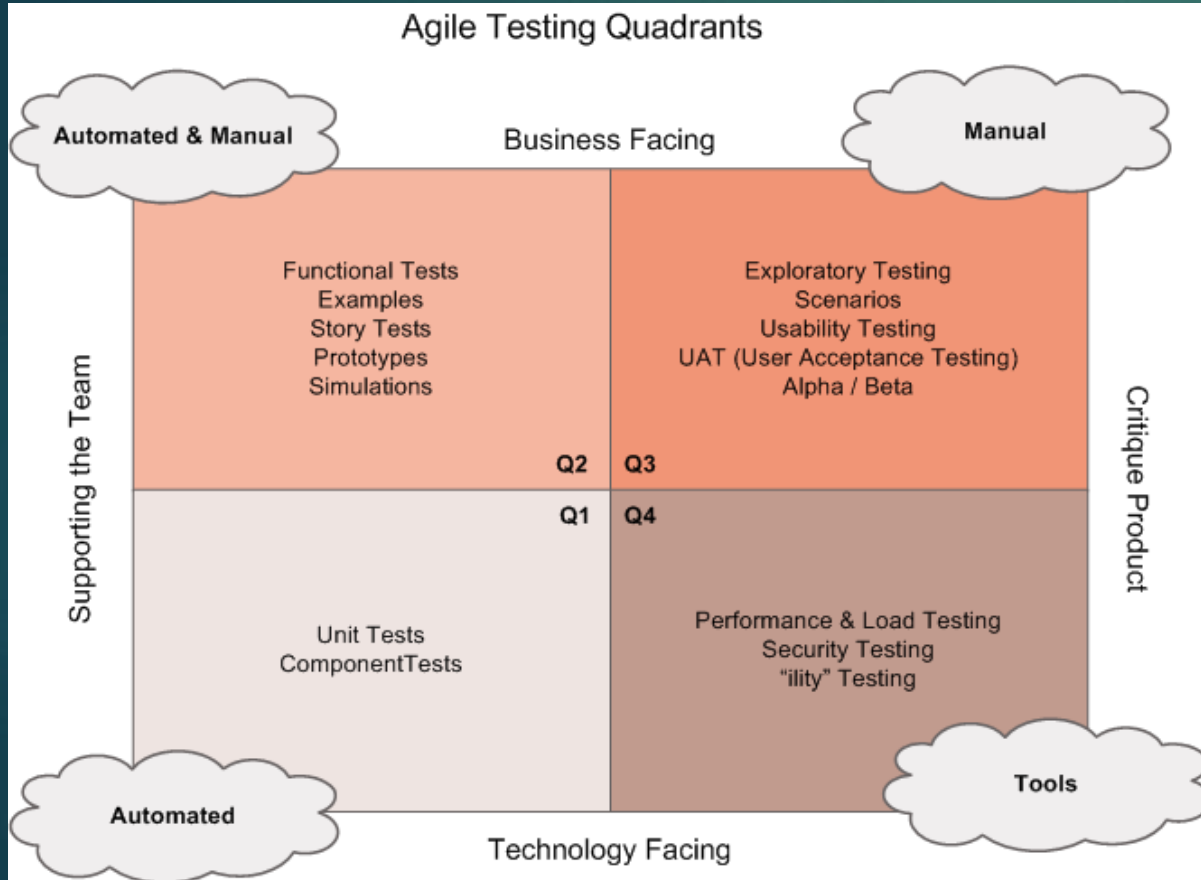 Agile Testing Quadrants
Automated & Manual
Business Facing
Manual
Functional Tests
Examples
Story Tests
Prototypes
Simulations
Q2
Exploratory Testing
Scenarios
Usability Testing
UAT (User Acceptance Testing)
Alpha / Beta
Q3
Supporting the Team
Critique Product
Q1
Unit Tests
ComponentTests
Q4
Performance & Load Testing
Security Testing
“ility” Testing
Automated
Technology Facing
Tools